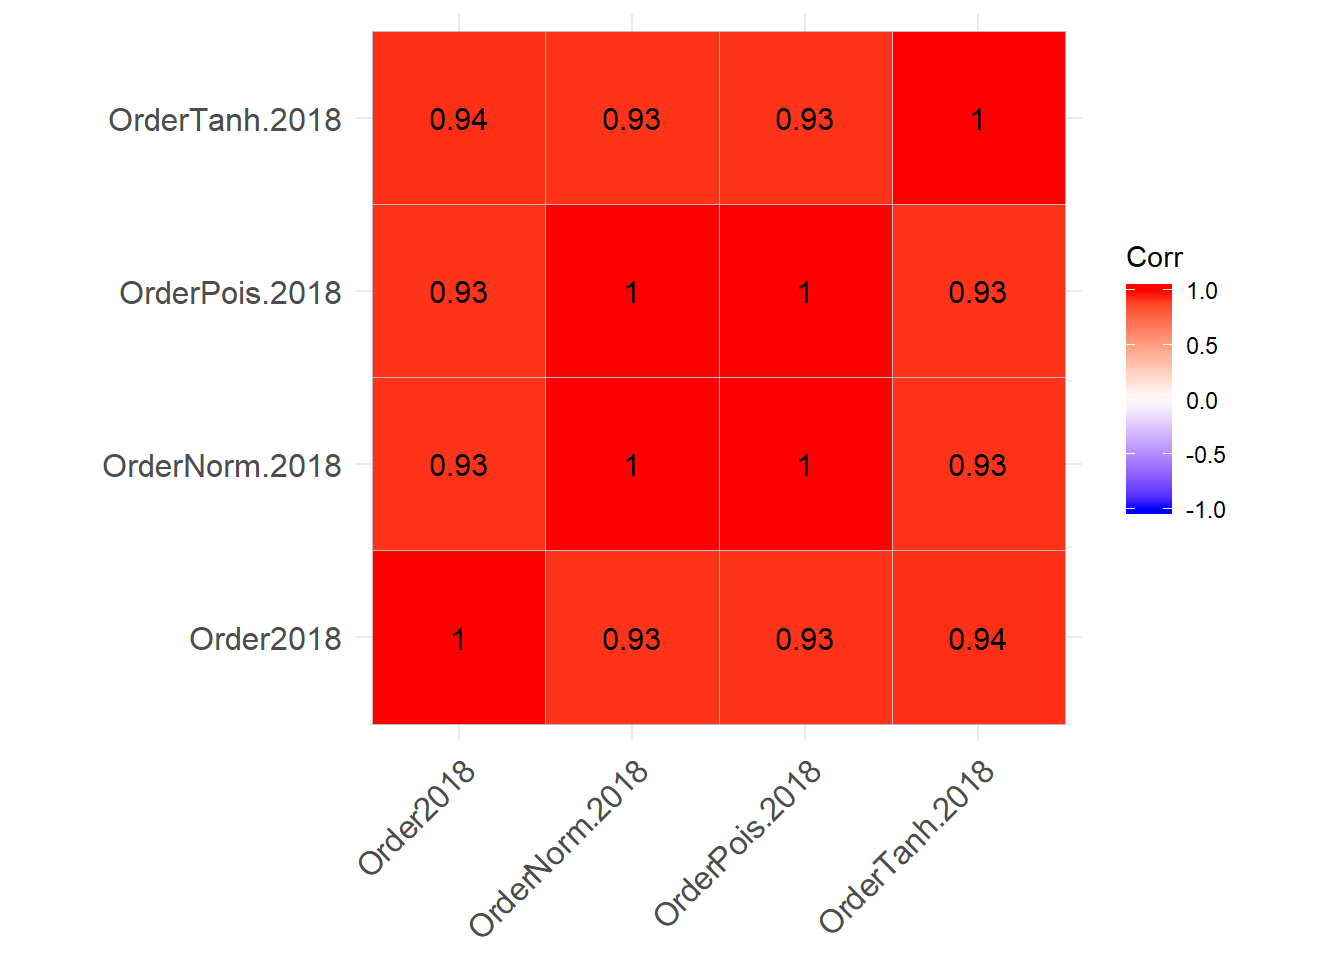 OrderTanh.2018 0.94 0.93 0.93 1
OrderPois.2018 0.93 1 1 0.93
OrderNorm.2018 0.93 1 1 0.93
Order2018 1 0.93 0.93 0.94
Order2018 OrderNorm.2018 OrderPois.2018 OrderTanh.2018
Corr
1.0
0.5
0.0
-0.5
-1.0